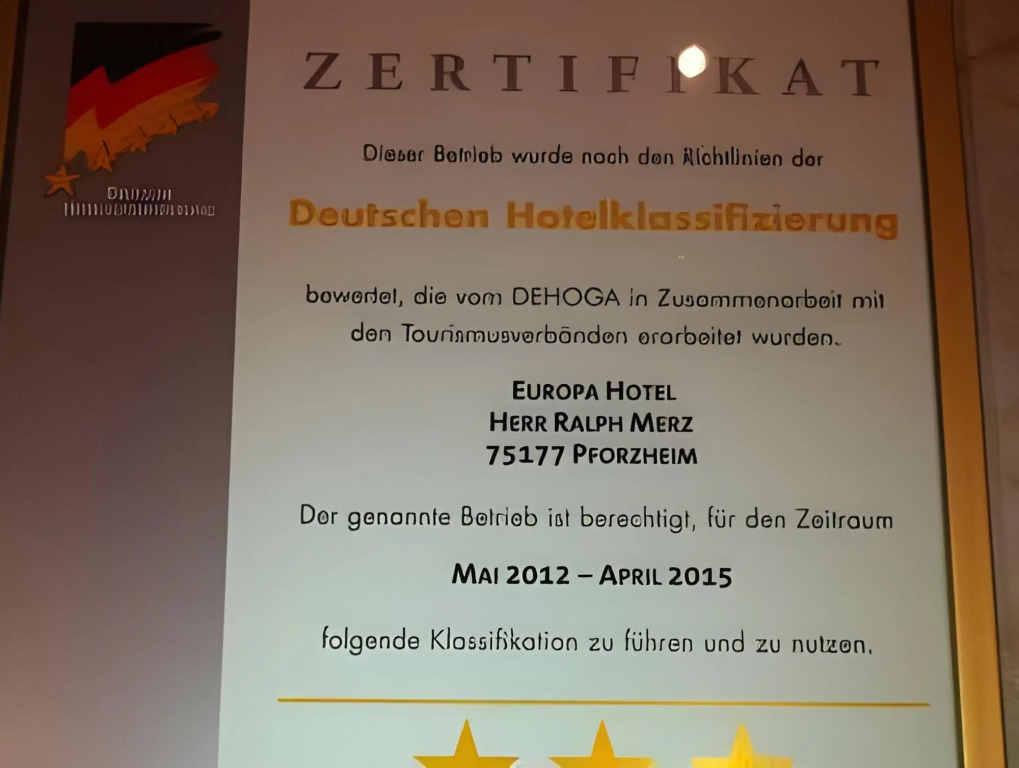 ZERTIFIKAT
Dieser Betrieb wurde nach den Richtlinien der
Deutschen Hotelklassifizierung
bewertet, die vom DEHOGA in Zusammenarbeit mit
den Tourismusverbänden erarbeitet wurden.
EUROPA HOTEL
HERR RALPH MERZ
75177 PFORZHEIM
Der genannte Betrieb ist berechtigt, für den Zeitraum
MAI 2012 – APRIL 2015
folgende Klassifikation zu führen und zu nutzen.